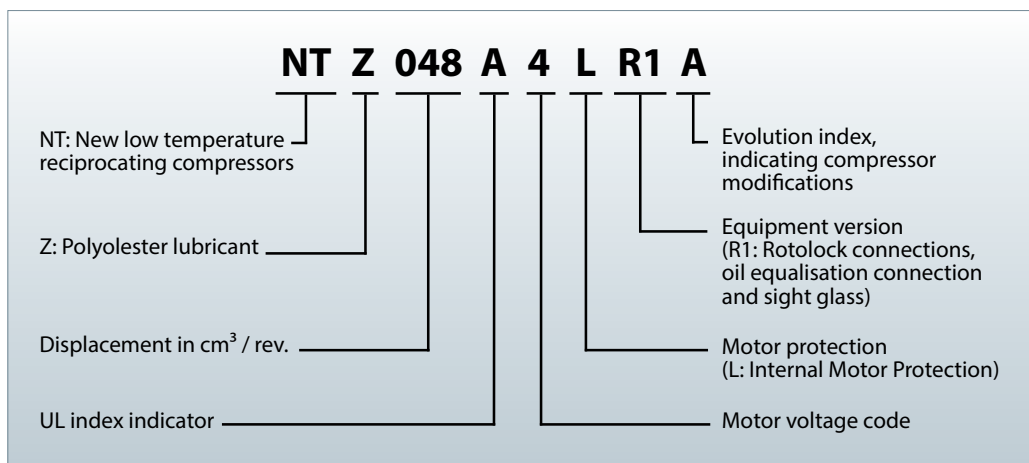 NT Z 048 A 4 L R1 A
NT: New low temperature
reciprocating compressors
Z: Polyolester lubricant
Displacement in cm³ / rev.
UL index indicator
Evolution index,
indicating compressor
modifications
Equipment version
(R1: Rotolock connections,
oil equalisation connection
and sight glass)
Motor protection
(L: Internal Motor Protection)
Motor voltage code